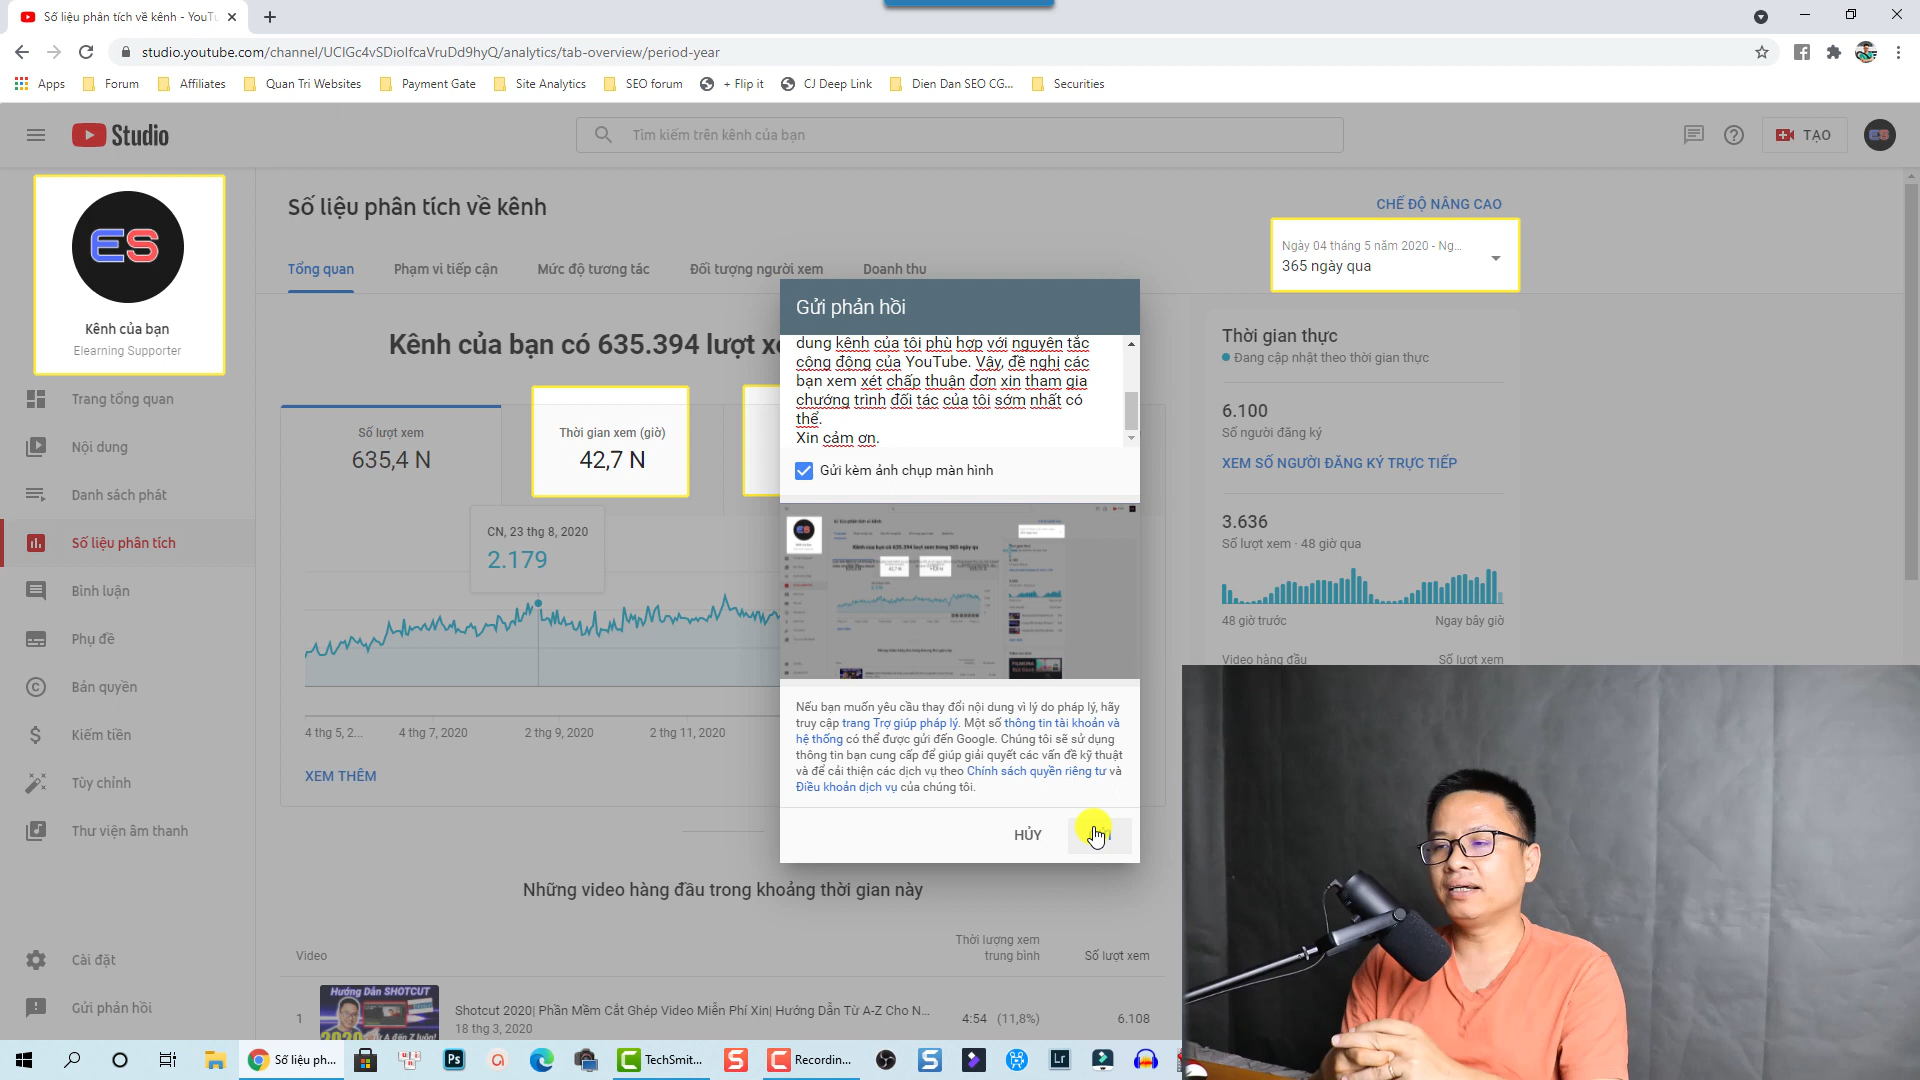 Số liệu phân tích về kênh - YouTu
studio.youtube.com/channel/UCIGc4vSDioIfcaVruDd9hyQ/analytics/tab-overview/period-year
Apps
Forum
Affiliates
Quan Tri Websites
Payment Gate
Site Analytics
SEO forum
+ Flip it
CJ Deep Link
Dien Dan SEO CG...
Securities
Studio
Tìm kiếm trên kênh của bạn
TẠO
ES
ES
Kênh của bạn
Elearning Supporter
Trang tổng quan
Nội dung
Danh sách phát
Số liệu phân tích
Bình luận
Phụ đề
Bản quyền
Kiếm tiền
Tùy chỉnh
Thư viện âm thanh
Cài đặt
Gửi phản hồi
Số liệu phân tích về kênh
CHẾ ĐỘ NÂNG CAO
Ngày 04 tháng 5 năm 2020 - Ng...
365 ngày qua
Tổng quan
Phạm vi tiếp cận
Mức độ tương tác
Đối tượng người xem
Doanh thu
Kênh của bạn có 635.394 lượt
Số lượt xem
635,4 N
Thời gian xem (giờ)
42,7 N
CN, 23 thg 8, 2020
2.179
4 thg 5, 2...
4 thg 7, 2020
2 thg 9, 2020
2 thg 11, 2020
XEM THÊM
Gửi phản hồi
dung kênh của tôi phù hợp với nguyên tắc
cộng động của YouTube. Vậy, đề nghị các
bạn xem xét chấp thuận đơn xin tham gia
chướng trình đối tác của tôi sớm nhất có
thể.
Xin cảm ơn.
Gửi kèm ảnh chụp màn hình
Nếu bạn muốn yêu cầu thay đổi nội dung vì lý do pháp lý, hãy
truy cập trang Trợ giúp pháp lý. Một số thông tin tài khoản và
hệ thống có thể được gửi đến Google. Chúng tôi sẽ sử dụng
thông tin bạn cung cấp để giúp giải quyết các vấn đề kỹ thuật
và để cải thiện các dịch vụ theo Chính sách quyền riêng tư và
Điều khoản dịch vụ của chúng tôi.
HỦY
Thời gian thực
Đang cập nhật theo thời gian thực
6.100
Số người đăng ký
XEM SỐ NGƯỜI ĐĂNG KÝ TRỰC TIẾP
3.636
Số lượt xem · 48 giờ qua
48 giờ trước
Ngay bây giờ
Video hàng đầu
Số lượt xem
Những video hàng đầu trong khoảng thời gian này
Video
Thời lượng xem
trung bình
Số lượt xem
1
Hướng Dẫn SHOTCUT
2020
Shotcut 2020| Phần Mềm Cắt Ghép Video Miễn Phí Xịn| Hướng Dẫn Từ A-Z Cho N...
18 thg 3, 2020
4:54 (11,8%)
6.108
Số liệu ph...
TechSmit...
Recordin...